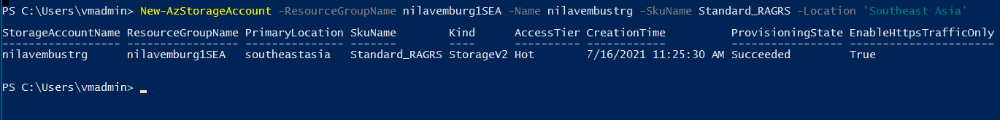 PS C:\Users\vmadmin> New-AzStorageAccount -ResourceGroupName nilavemburg1SEA -Name nilavembustrg -SkuName Standard_RAGRS -Location 'Southeast Asia'
StorageAccountName ResourceGroupName PrimaryLocation SkuName Kind AccessTier CreationTime ProvisioningState EnableHttpsTrafficOnly
------------------ ----------------- --------------- ------- ---- ---------- ------------ ----------------- ----------------------
nilavembustrg nilavemburg1SEA southeastasia Standard_RAGRS StorageV2 Hot 7/16/2021 11:25:30 AM Succeeded True
PS C:\Users\vmadmin> _